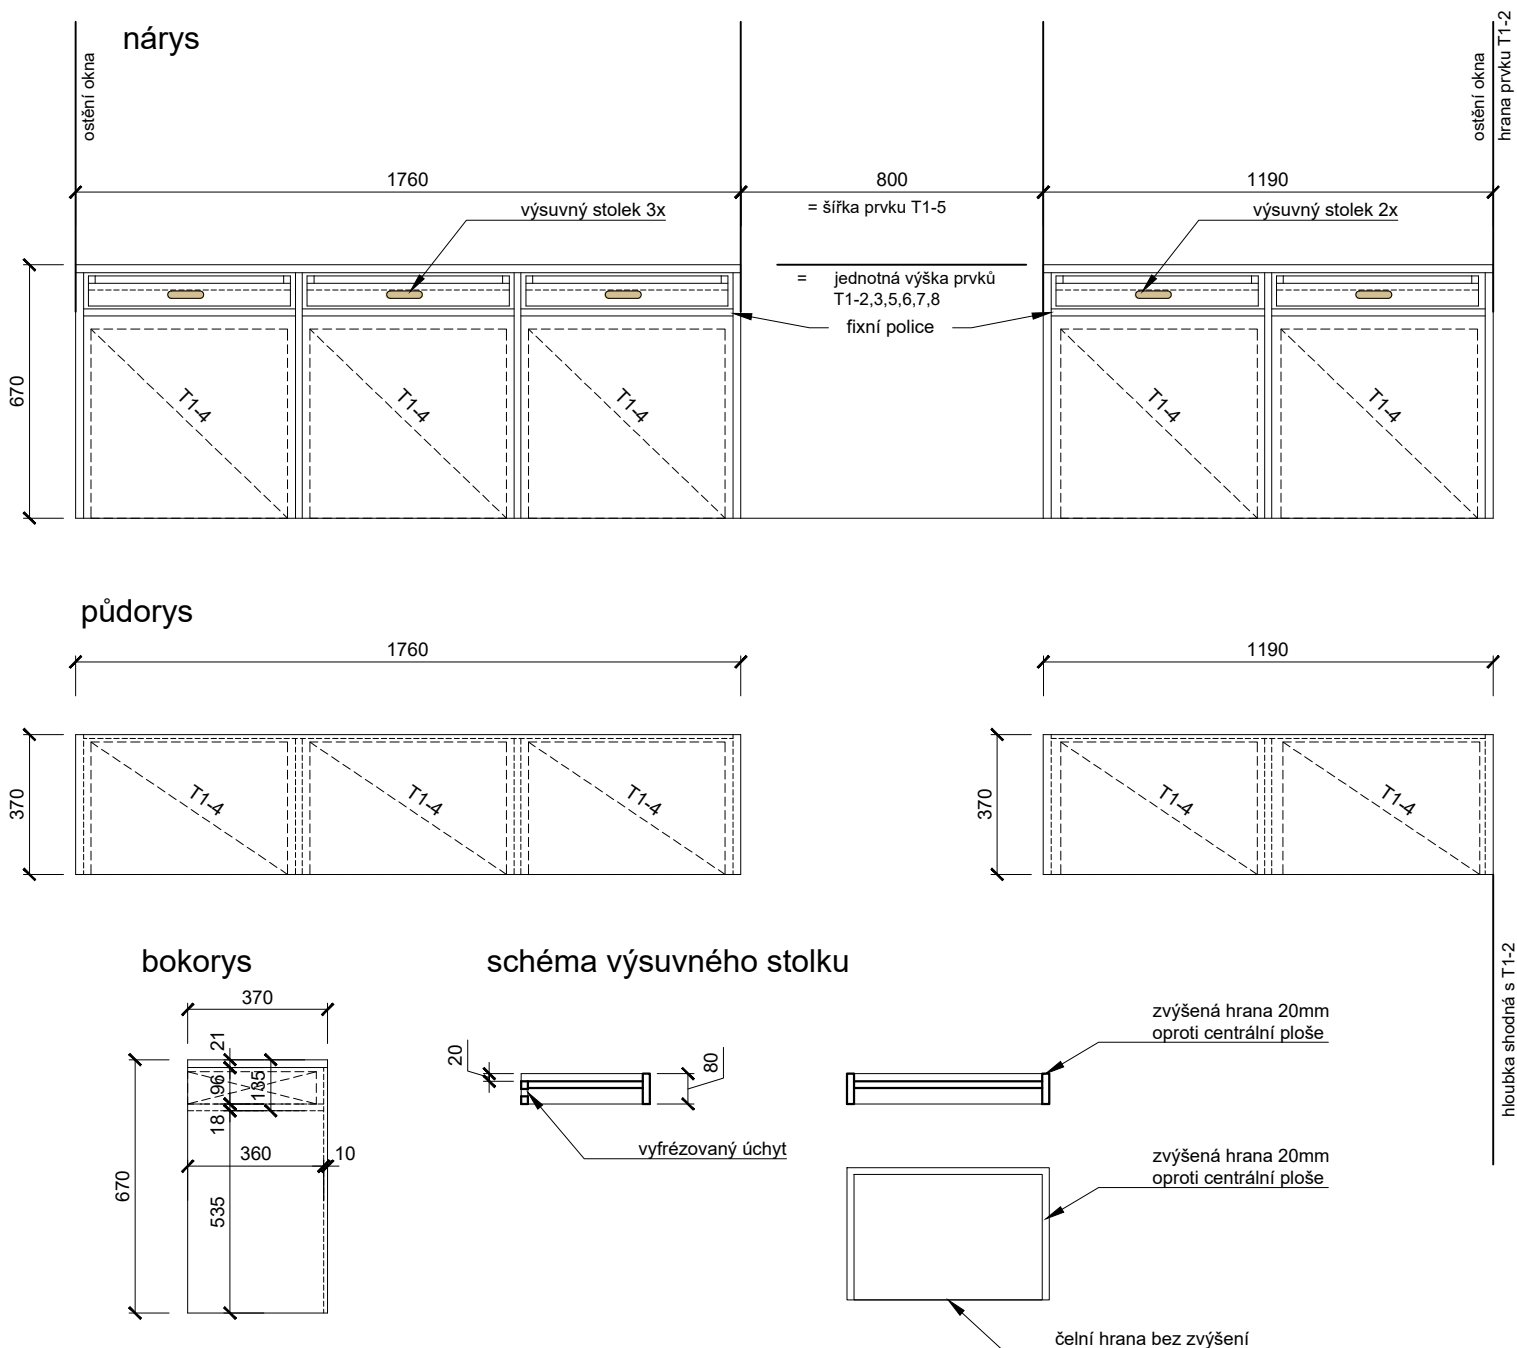 nárys
ostění okna
ostění okna
hrana prvku T1-2
1760
800
1190
= šířka prvku T1-5
výsuvný stolek 3x
výsuvný stolek 2x
= jednotná výška prvků
T1-2,3,5,6,7,8
fixní police
670
T1-4
T1-4
T1-4
T1-4
T1-4
půdorys
1760
1190
370
370
T1-4
T1-4
T1-4
T1-4
T1-4
hloubka shodná s T1-2
bokorys
370
21
96
135
18
360
10
670
535
schéma výsuvného stolku
20
80
vyfrézovaný úchyt
zvýšená hrana 20mm
oproti centrální ploše
zvýšená hrana 20mm
oproti centrální ploše
čelní hrana bez zvýšení